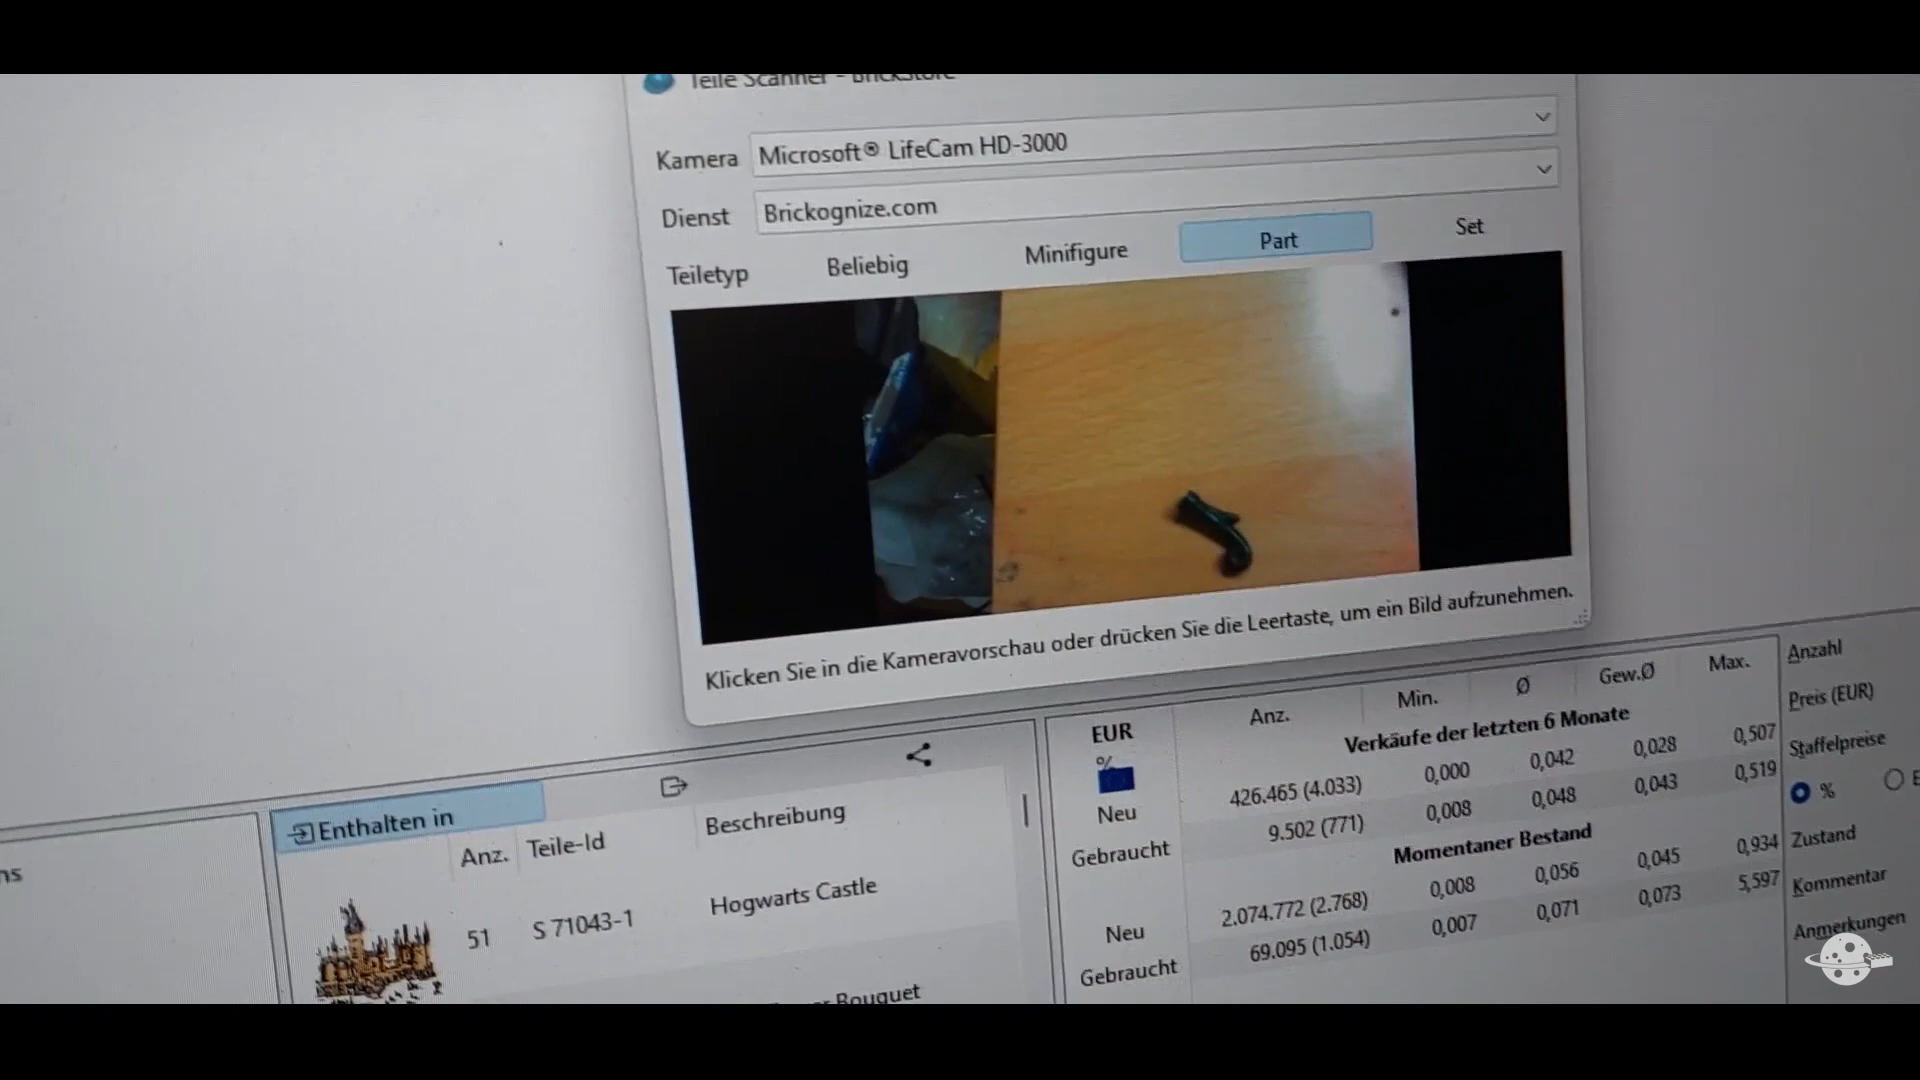 Teile Scanner - BrickStore
Kamera Microsoft® LifeCam HD-3000
Dienst Brickognize.com
Teiletyp Beliebig Minifigure Part Set
Klicken Sie in die Kameravorschau oder drücken Sie die Leertaste, um ein Bild aufzunehmen.
Enthalten in
Anz. Teile-Id Beschreibung
51 S 71043-1 Hogwarts Castle
Bouquet
EUR Anz. Min. Ø Gew.Ø Max.
%
Verkäufe der letzten 6 Monate
Neu 426.465 (4.033) 0,000 0,042 0,028 0,507
Gebraucht 9.502 (771) 0,008 0,048 0,043 0,519
Momentaner Bestand
Neu 2.074.772 (2.768) 0,008 0,056 0,045 0,934
Gebraucht 69.095 (1.054) 0,007 0,071 0,073 5,597
Anzahl
Preis (EUR)
Staffelpreise
%
Zustand
Kommentar
Anmerkungen